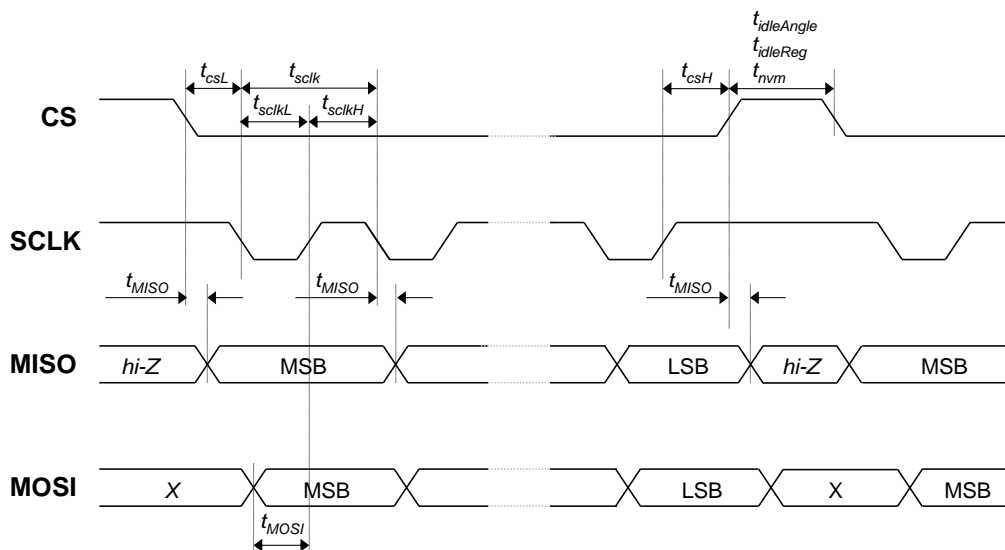 t_idleAngle
t_idleReg
t_csL t_sclk t_csH t_nvm
CS t_sclkL t_sclkH
SCLK
t_MISO t_MISO t_MISO
MISO hi-Z MSB LSB hi-Z MSB
MOSI X MSB LSB X MSB
t_MOSI